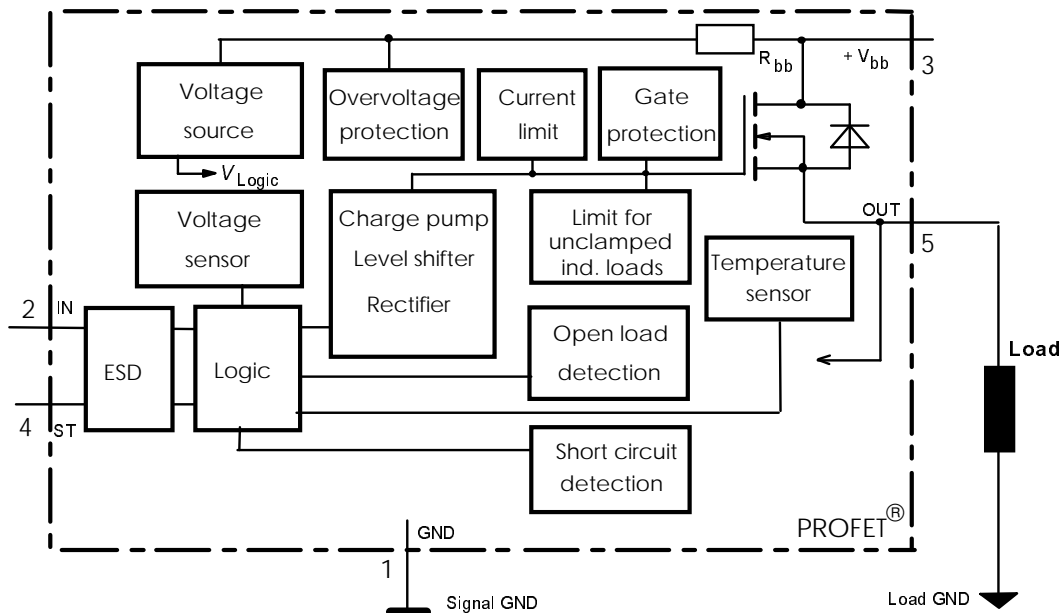 R bb
+ V bb
3
Voltage
source
Overvoltage
protection
Current
limit
Gate
protection
V Logic
Voltage
sensor
Charge pump
Level shifter
Rectifier
Limit for
unclamped
ind. loads
OUT
5
Temperature
sensor
2
IN
ESD
Logic
Open load
detection
Load
4
ST
Short circuit
detection
PROFET®
GND
1
Signal GND
Load GND